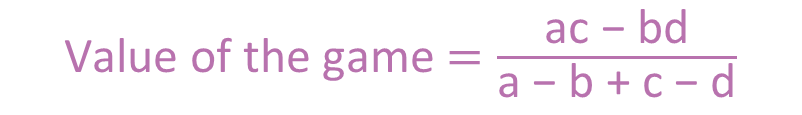 Value of the game = ac − bd / a − b + c − d